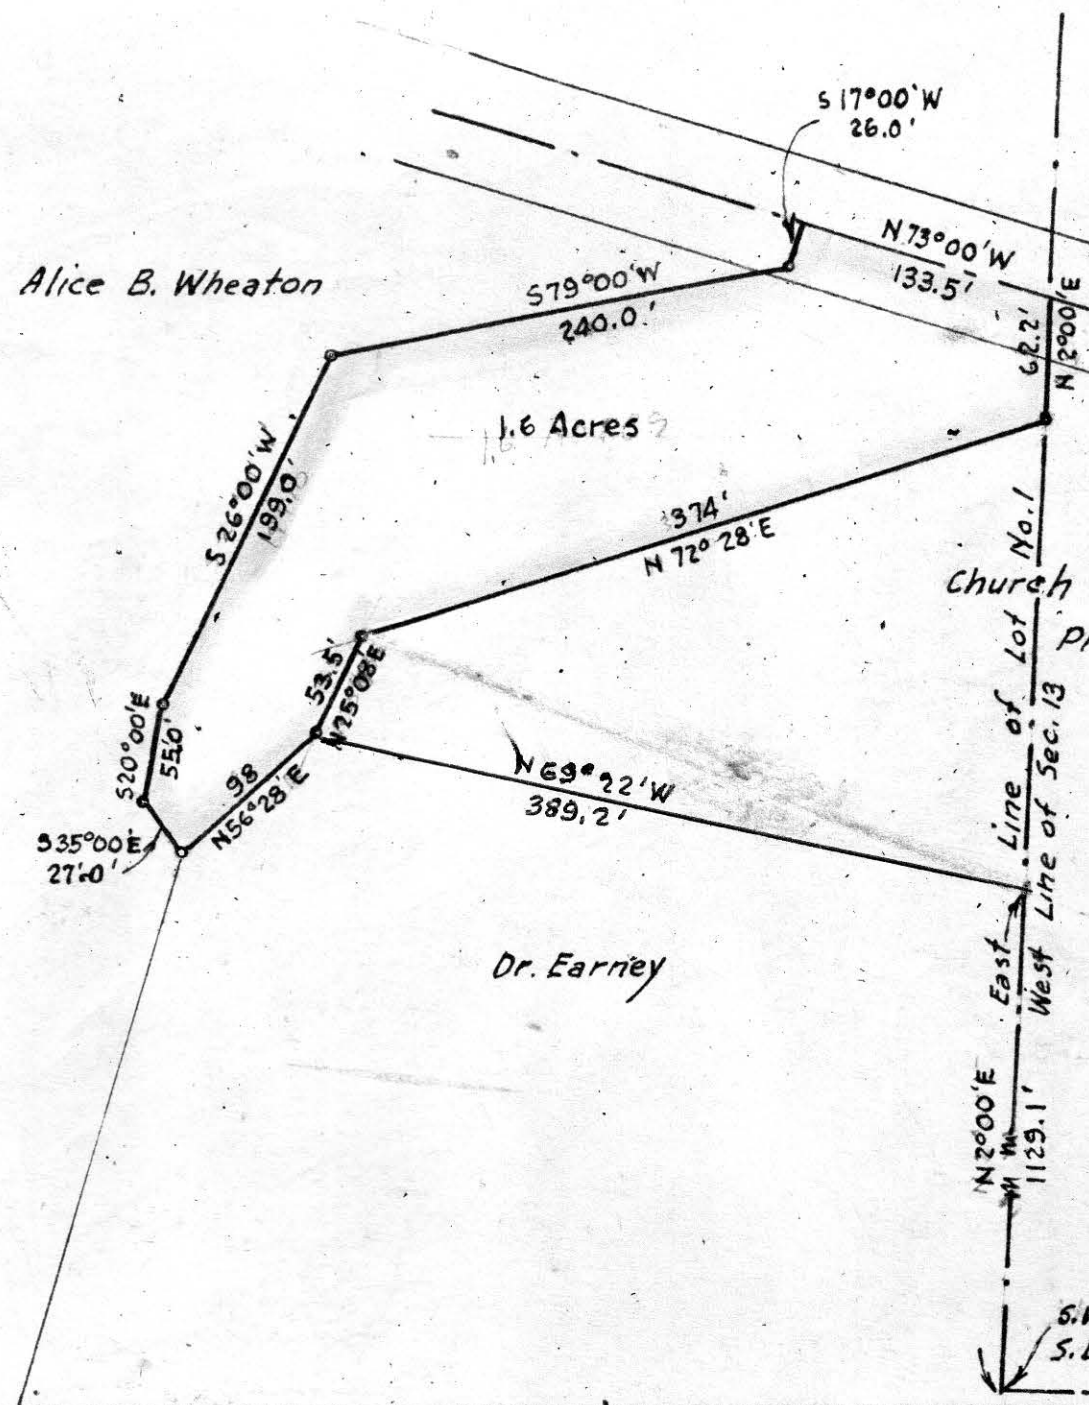 S 17°00'W
26.0'
N 73°00'W
133.5'
Alice B. Wheaton
S79°00'W
240.0'
62.2'
N 2°00'E
1.6 Acres
S 26°00'W
199.0'
374'
N 72° 28'E
Church
53.5'
N25°08E
S20°00'E
55.0'
98
N56°28'E
S35°00E
27.0'
N 69° 22'W
389.2'
East Line of Lot No. 1
West Line of Sec. 13
Dr. Earney
N 2°00'E
1129.1'